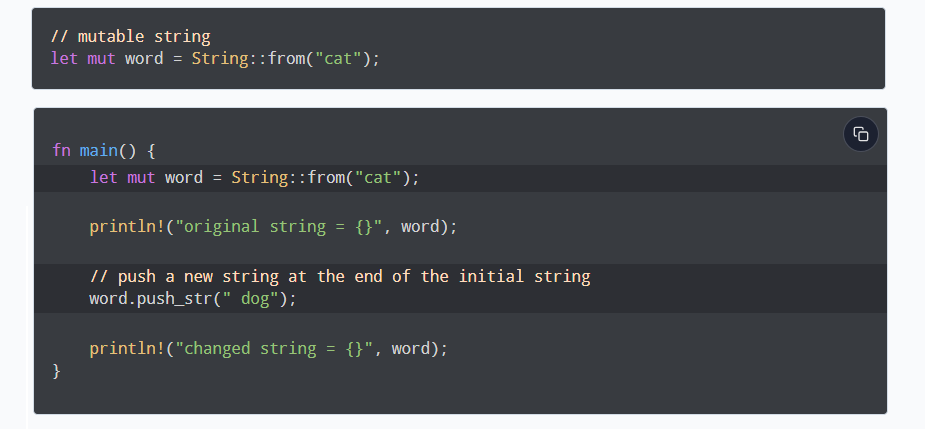 // mutable string
let mut word = String::from("cat");
fn main() {
let mut word = String::from("cat");
println!("original string = {}", word);
// push a new string at the end of the initial string
word.push_str(" dog");
println!("changed string = {}", word);
}